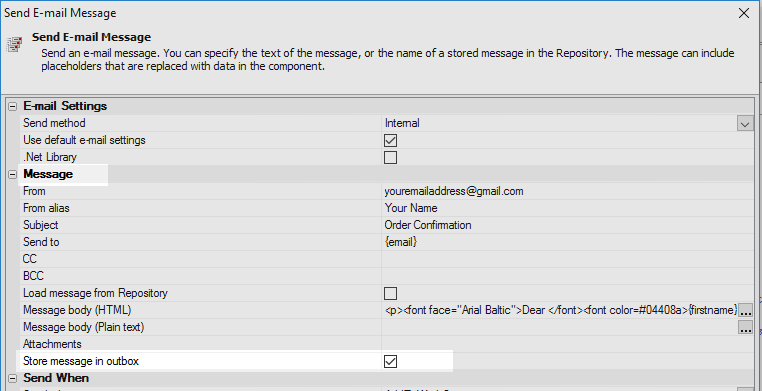 Send E-mail Message
Send E-mail Message
Send an e-mail message. You can specify the text of the message, or the name of a stored message in the Repository. The message can include
placeholders that are replaced with data in the component.
E-mail Settings
Send method Internal
Use default e-mail settings
.Net Library
Message
From youremailaddress@gmail.com
From alias Your Name
Subject Order Confirmation
Send to {email}
CC
BCC
Load message from Repository
Message body (HTML) <p><font face="Arial Baltic">Dear </font><font color=#04408a>{firstname} ...
Message body (Plain text) ...
Attachments
Store message in outbox
Send When